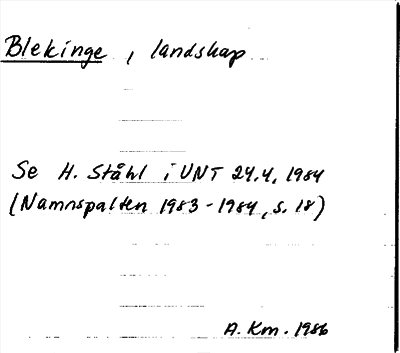 Blekinge, landskap
Se H. Ståhl i UNT 24.4.1984
(Namnspalten 1983-1984, s. 18)
A. Km. 1986